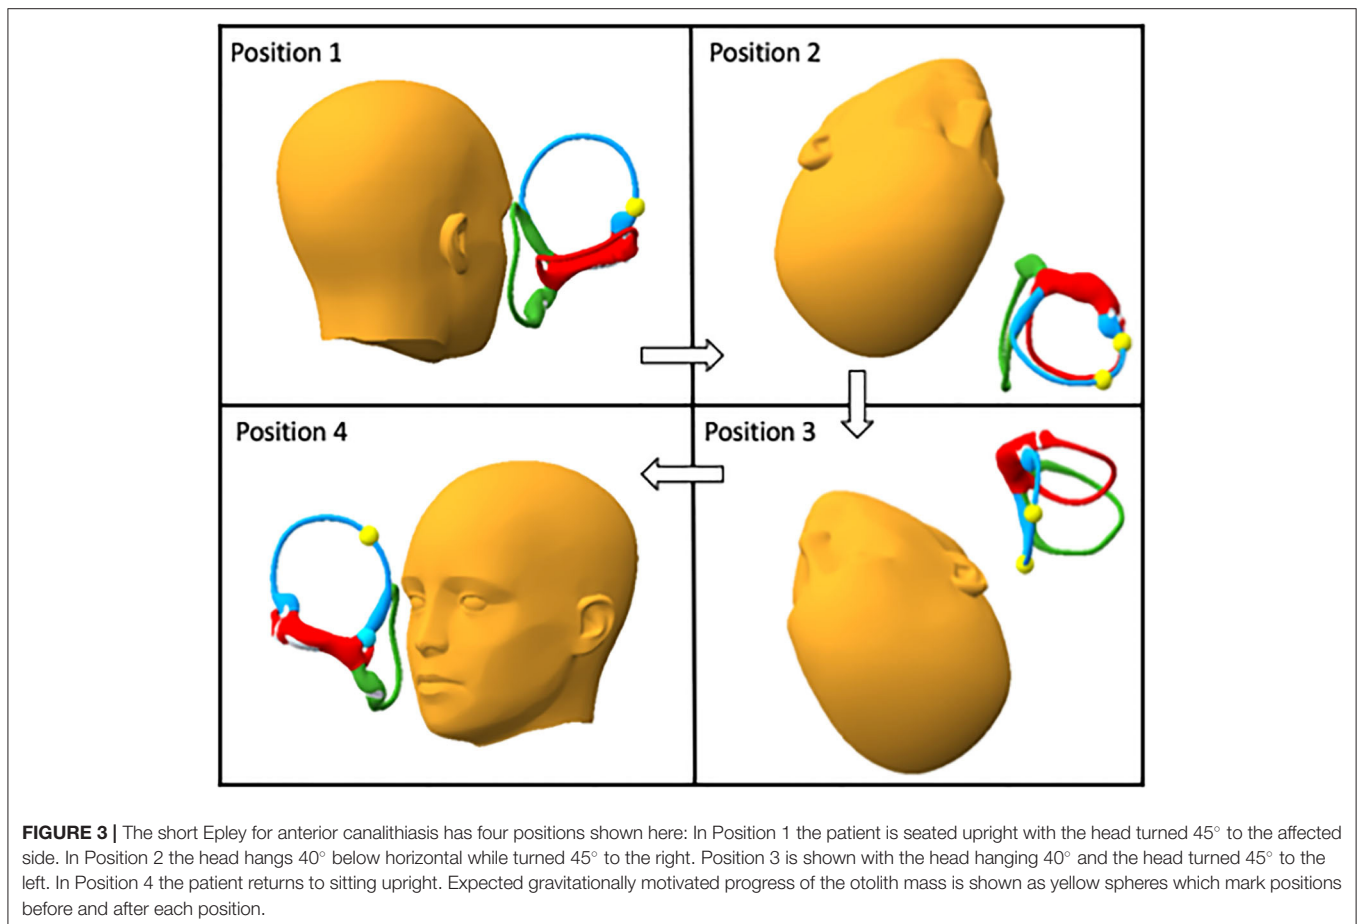 Position 1
Position 2
Position 4
Position 3
FIGURE 3 | The short Epley for anterior canalithiasis has four positions shown here: In Position 1 the patient is seated upright with the head turned 45° to the affected
side. In Position 2 the head hangs 40° below horizontal while turned 45° to the right. Position 3 is shown with the head hanging 40° and the head turned 45° to the
left. In Position 4 the patient returns to sitting upright. Expected gravitationally motivated progress of the otolith mass is shown as yellow spheres which mark positions
before and after each position.